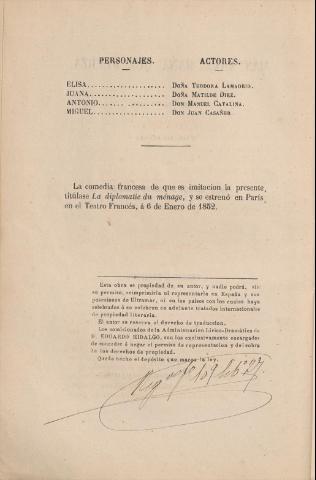 PERSONAJES. ACTORES.
ELISA.................... DOÑA TEODORA LAMADRID.
JUANA.................... DOÑA MATILDE DIEZ.
ANTONIO.................. DON MANUEL CATALINA.
MIGUEL................... DON JUAN CASAÑER.
La comedia francesa de que es imitacion la presente,
titúlase La diplomatie du ménage, y se estrenó en París
en el Teatro Francés, á 6 de Enero de 1852.
Esta obra es propiedad de su autor, y nadie podrá, sin
su permiso, reimprimirla ni representarla en España y sus
posesiones de Ultramar, ni en los países con los cuales haya
celebrados ó se celebren en adelante tratados internacionales
de propiedad literaria.
El autor se reserva el derecho de traduccion.
Los comisionados de la Administracion Lírico-Dramática de
D. EDUARDO HIDALGO, son los exclusivamente encargados
de conceder ó negar el permiso de representacion y del cobro
de los derechos de propiedad.
Queda hecho el depósito que marca la ley.